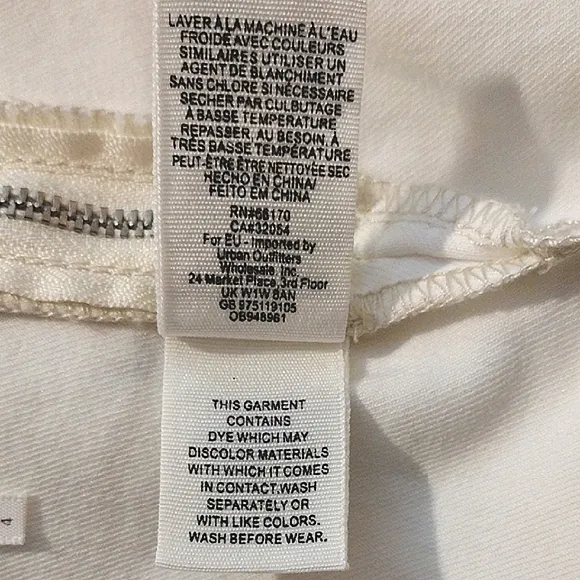 LAVER À LA MACHINE À L'EAU
FROIDE AVEC COULEURS
SIMILAIRES UTILISER UN
AGENT DE BLANCHIMENT
SANS CHLORE SI NÉCESSAIRE
SECHER PAR CULBUTAGE
À BASSE TEMPÉRATURE
REPASSER, AU BESOIN, À
TRÈS BASSE TEMPÉRATURE
PEUT-ÊTRE ÊTRE NETTOYÉE SEC
HECHO EN CHINA/
FEITO EM CHINA
RN#66170
CA#32054
For EU - Imported by
Urban Outfitters
Wholesale, Inc.
24 Market Place, 3rd Floor
UK W1W 8AN
GB 575119105
OB948961
THIS GARMENT
CONTAINS
DYE WHICH MAY
DISCOLOR MATERIALS
WITH WHICH IT COMES
IN CONTACT.WASH
SEPARATELY OR
WITH LIKE COLORS.
WASH BEFORE WEAR.
4